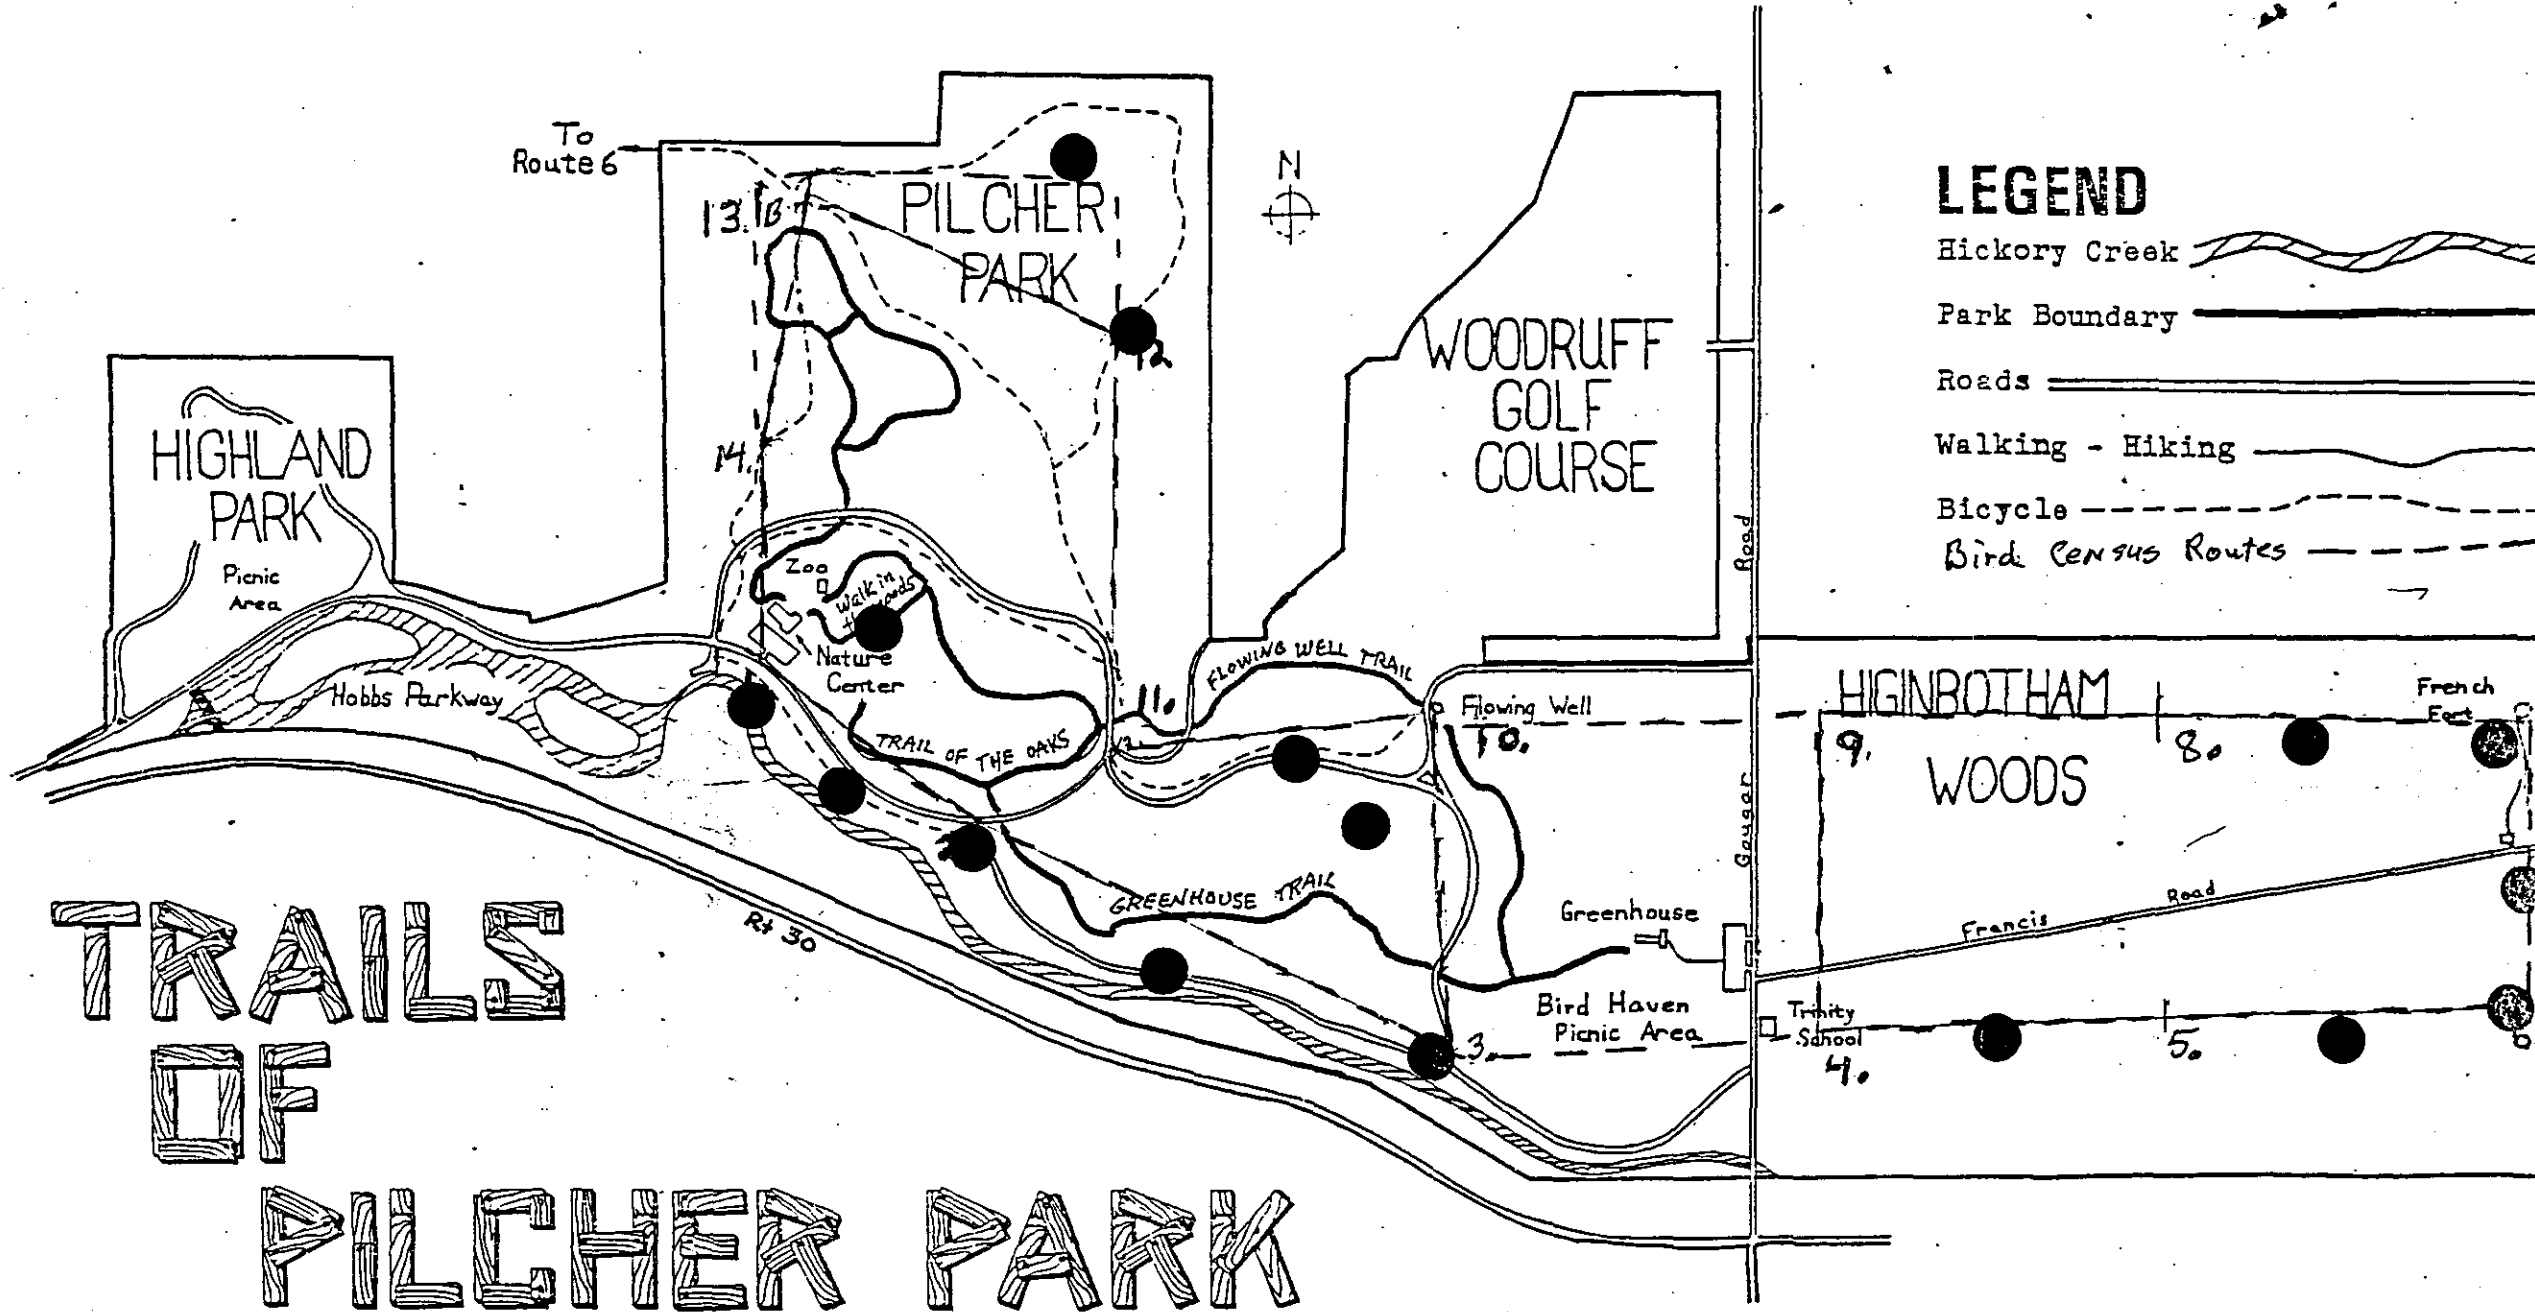 To
Route 6
N
13.
B
PILCHER
PARK
12
14.
HIGHLAND
PARK
Picnic
Area
WOODRUFF
GOLF
COURSE
LEGEND
Hickory Creek
Park Boundary
Roads
Walking - Hiking
Bicycle
Bird Census Routes
Zoo
Walk in
Nature
Center
Hobbs Parkway
TRAIL OF THE OAKS
11.
FLOWING WELL TRAIL
Flowing Well
10.
HIGINBOTHAM
WOODS
9.
8.
French
Fort
Gougar
Road
GREENHOUSE TRAIL
Greenhouse
Francis
Road
Bird Haven
Picnic Area
Trinity
School
3.
4.
5.
Rt 30
TRAILS
OF
PILCHER PARK